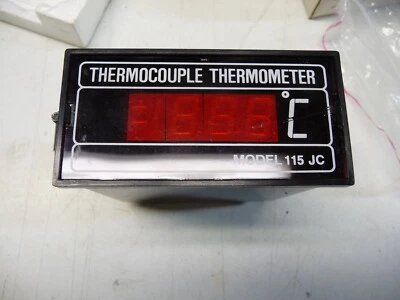 THERMOCOUPLE THERMOMETER
°C
MODEL 115 JC